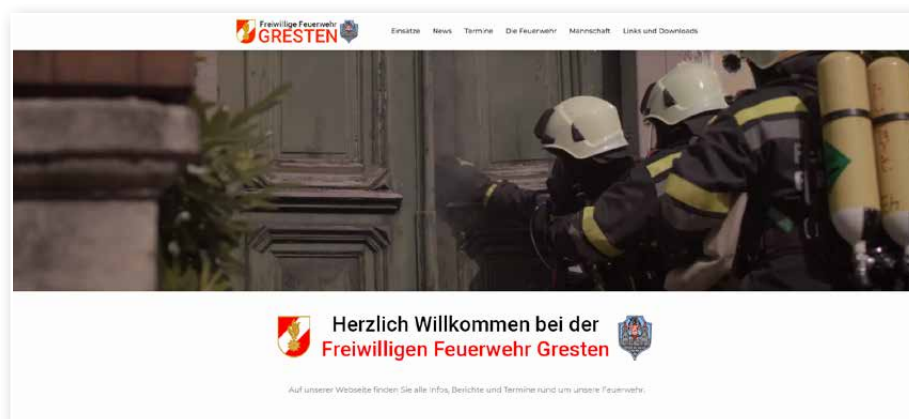 Freiwillige Feuerwehr
GRESTEN
Einsätze News Termine Die Feuerwehr Mannschaft Links und Downloads
Herzlich Willkommen bei der
Freiwilligen Feuerwehr Gresten
Auf unserer Webseite finden Sie alle Infos, Berichte und Termine rund um unsere Feuerwehr.